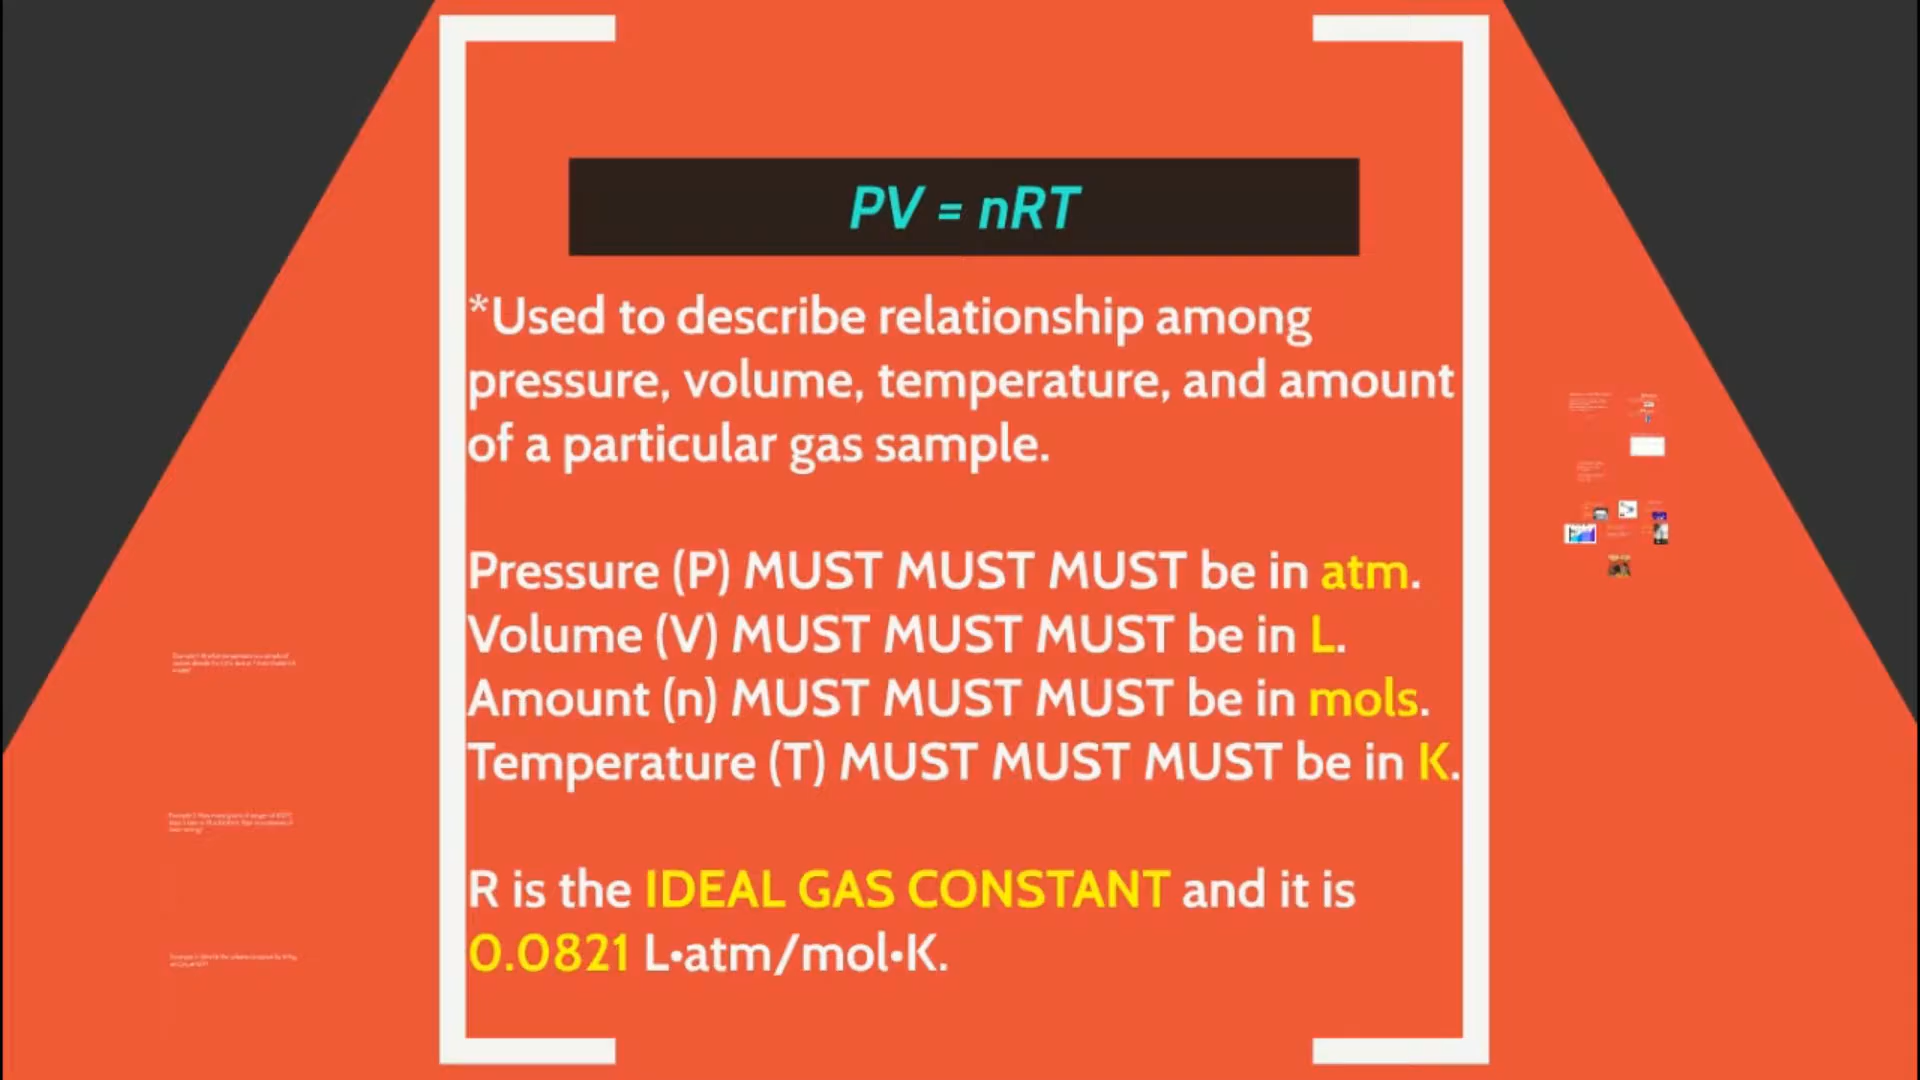 PV = nRT
*Used to describe relationship among
pressure, volume, temperature, and amount
of a particular gas sample.
Pressure (P) MUST MUST MUST be in atm.
Volume (V) MUST MUST MUST be in L.
Amount (n) MUST MUST MUST be in mols.
Temperature (T) MUST MUST MUST be in K.
R is the IDEAL GAS CONSTANT and it is
0.0821 L•atm/mol•K.